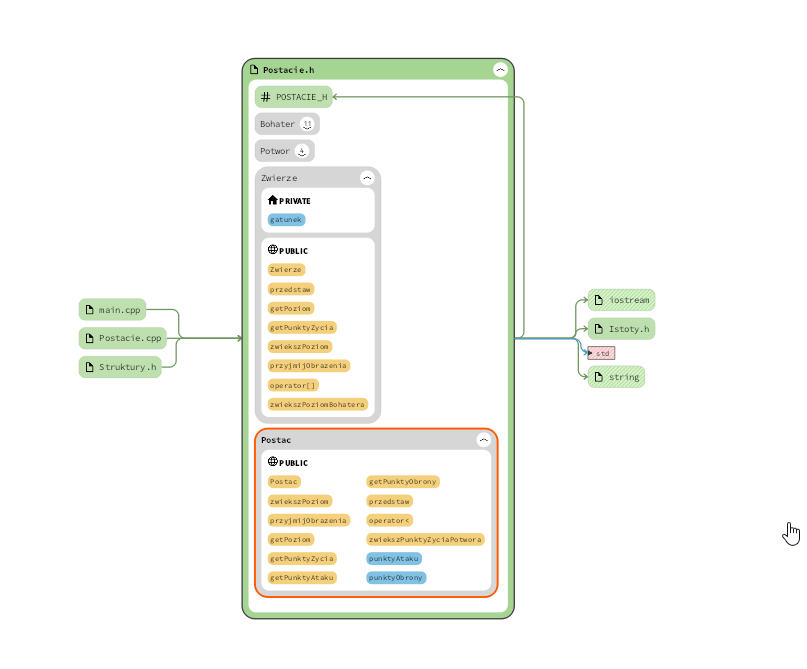 Postacie.h
# POSTACIE_H
Bohater 11
Potwor 4
Zwierze
PRIVATE
gatunek
PUBLIC
Zwierze
przedstaw
getPoziom
getPunktyZycia
zwiekszPoziom
przyjmijObrazenia
operator[]
zwiekszPoziomBohatera
main.cpp
Postacie.cpp
Struktury.h
iostream
Istoty.h
std
string
Postac
PUBLIC
Postac
zwiekszPoziom
przyjmijObrazenia
getPoziom
getPunktyZycia
getPunktyAtaku
getPunktyObrony
przedstaw
operator<
zwiekszPunktyZyciaPotwora
punktyAtaku
punktyObrony